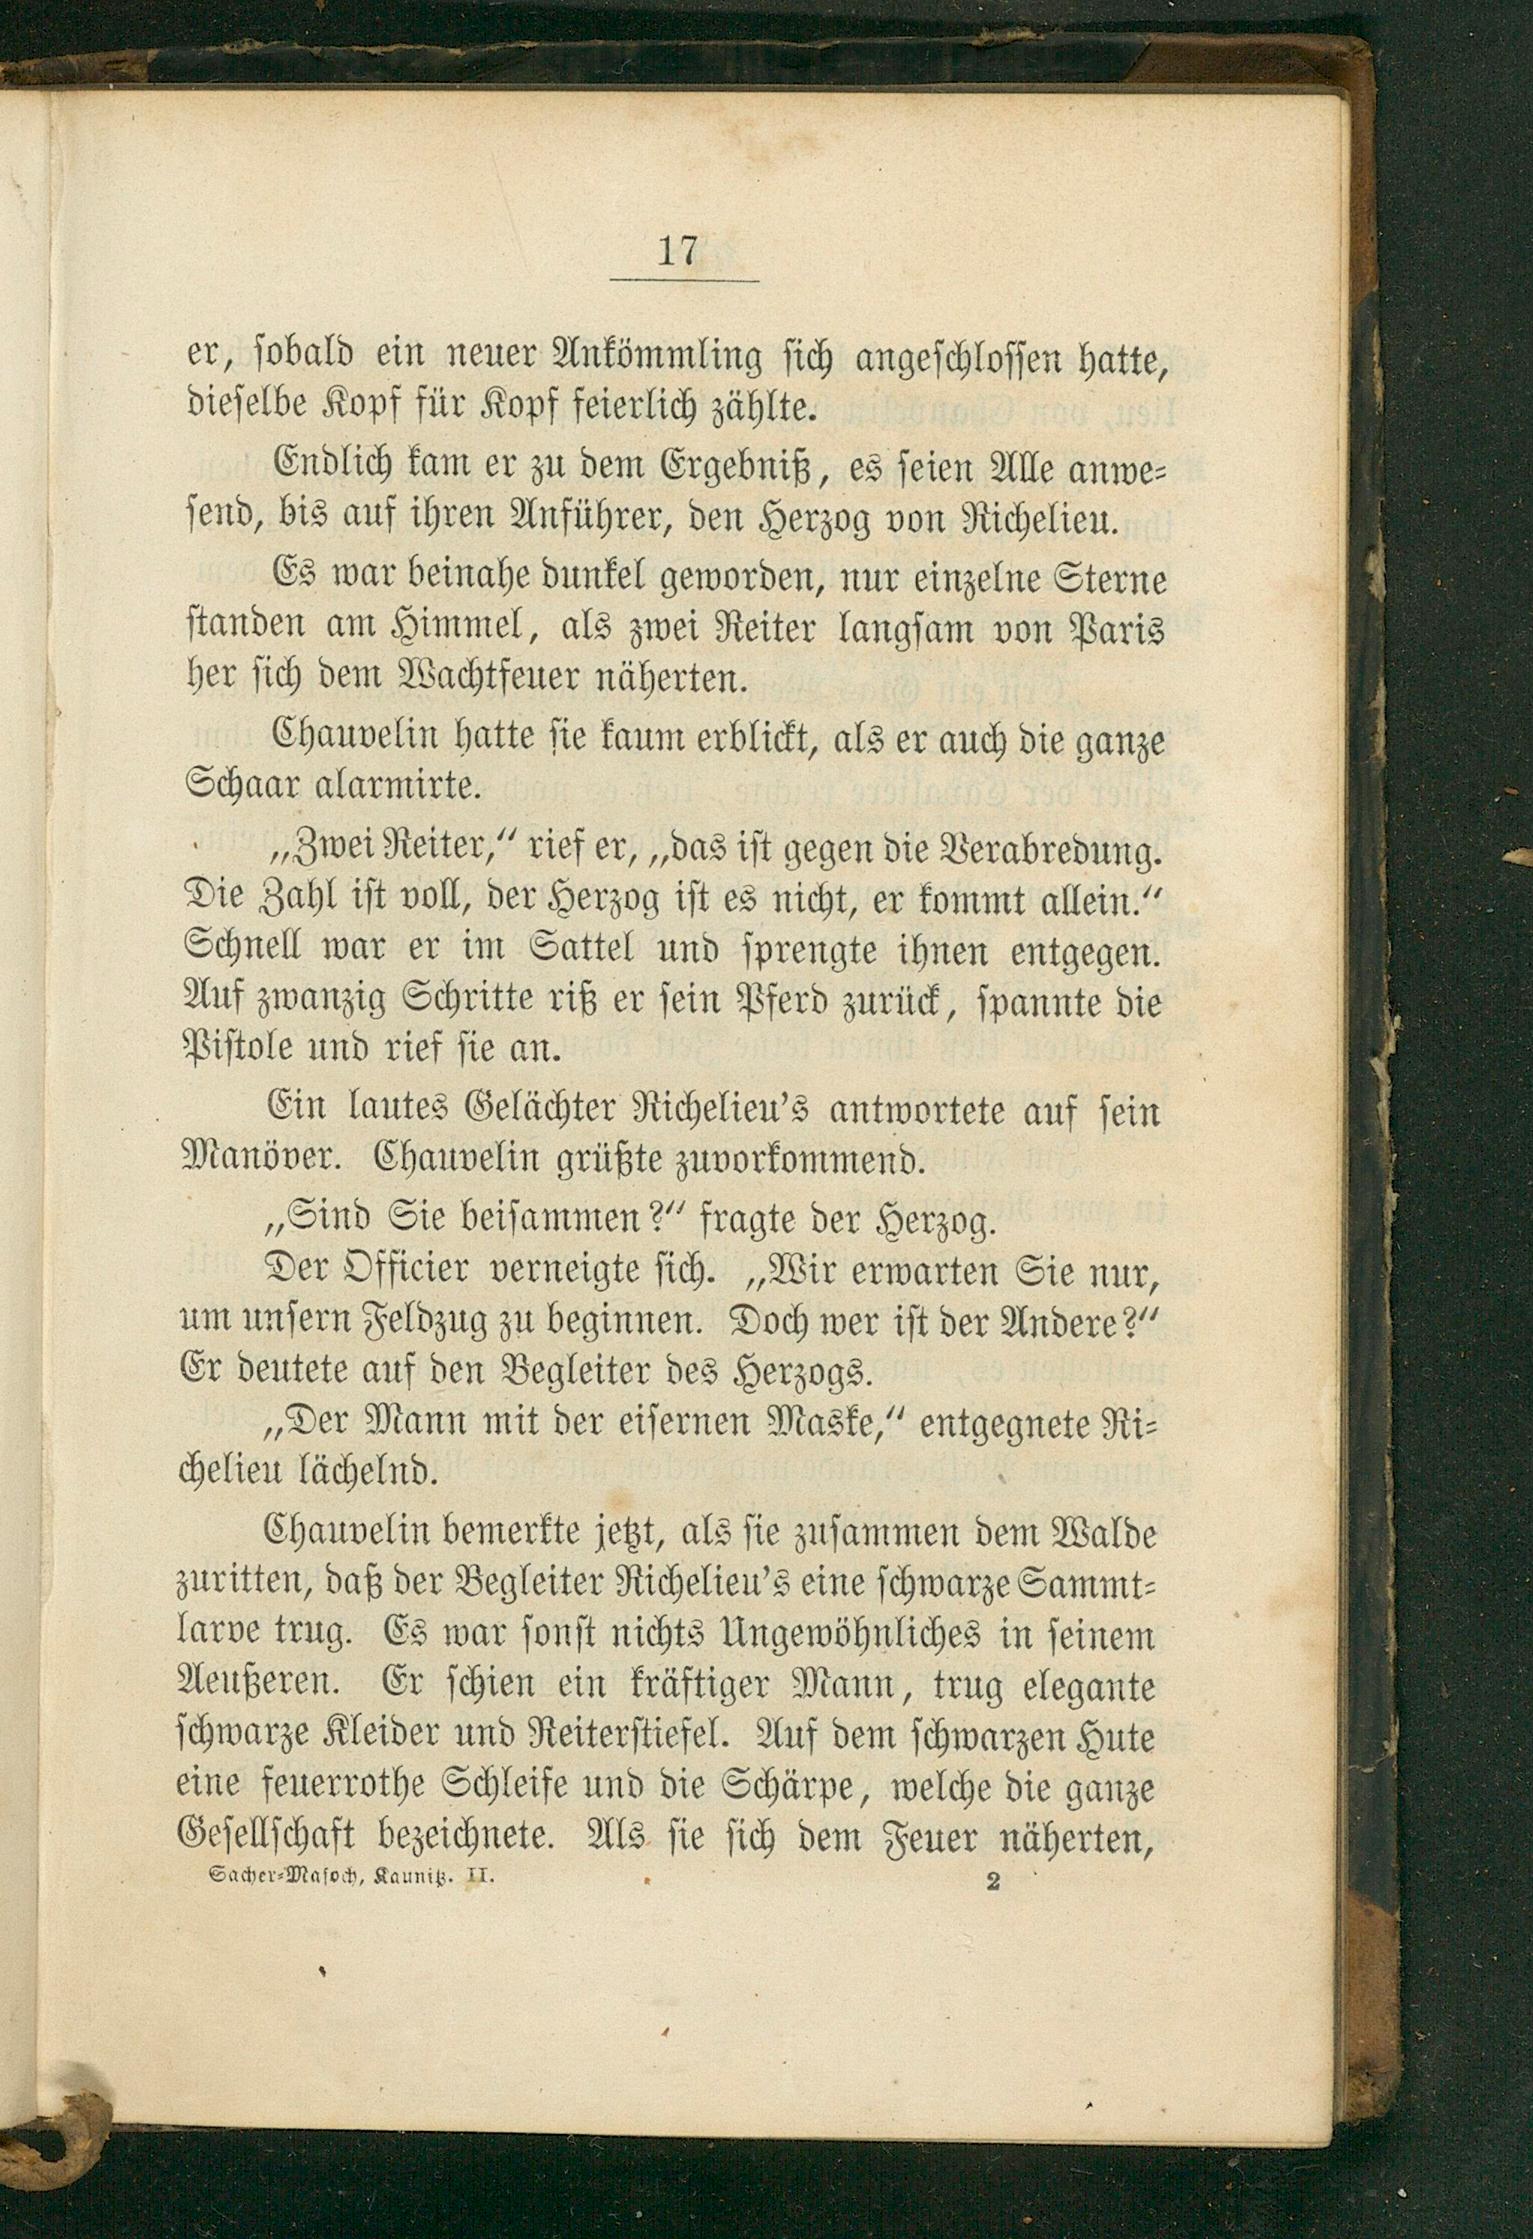 17
er, sobald ein neuer Ankömmling sich angeschlossen hatte,
dieselbe Kopf für Kopf feierlich zählte.
Endlich kam er zu dem Ergebniß, es seien Alle anwe-
send, bis auf ihren Anführer, den Herzog von Richelieu.
Es war beinahe dunkel geworden, nur einzelne Sterne
standen am Himmel, als zwei Reiter langsam von Paris
her sich dem Wachtfeuer näherten.
Chauvelin hatte sie kaum erblickt, als er auch die ganze
Schaar alarmirte.
„Zwei Reiter,“ rief er, „das ist gegen die Verabredung.
Die Zahl ist voll, der Herzog ist es nicht, er kommt allein.“
Schnell war er im Sattel und sprengte ihnen entgegen.
Auf zwanzig Schritte riß er sein Pferd zurück, spannte die
Pistole und rief sie an.
Ein lautes Gelächter Richelieu's antwortete auf sein
Manöver. Chauvelin grüßte zuvorkommend.
„Sind Sie beisammen?“ fragte der Herzog.
Der Officier verneigte sich. „Wir erwarten Sie nur,
um unsern Feldzug zu beginnen. Doch wer ist der Andere?“
Er deutete auf den Begleiter des Herzogs.
„Der Mann mit der eisernen Maske,“ entgegnete Ri-
chelieu lächelnd.
Chauvelin bemerkte jetzt, als sie zusammen dem Walde
zuritten, daß der Begleiter Richelieu's eine schwarze Sammt-
larve trug. Es war sonst nichts Ungewöhnliches in seinem
Aeußeren. Er schien ein kräftiger Mann, trug elegante
schwarze Kleider und Reiterstiefel. Auf dem schwarzen Hute
eine feuerrothe Schleife und die Schärpe, welche die ganze
Gesellschaft bezeichnete. Als sie sich dem Feuer näherten,
Sacher-Masoch, Kaunitz. II. 2